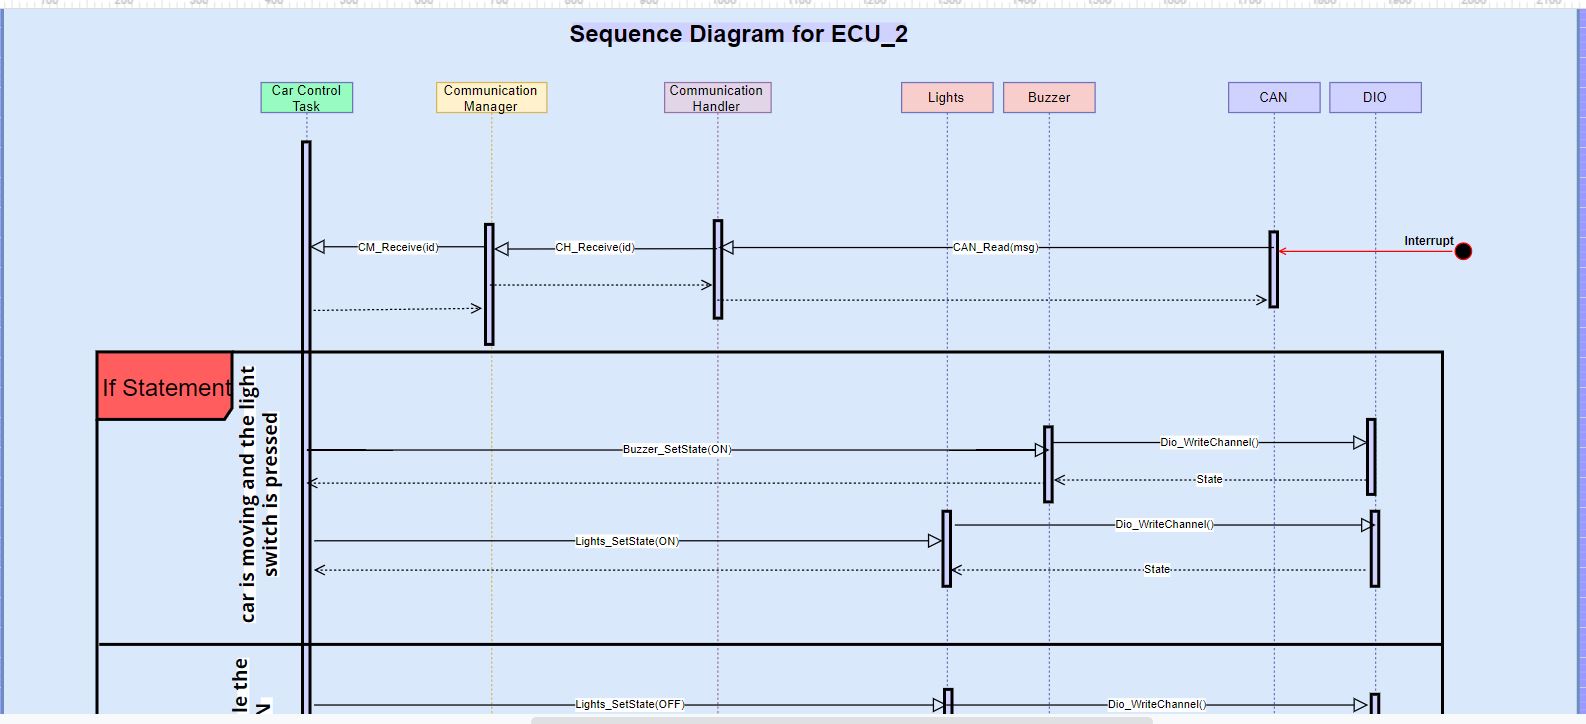 Sequence Diagram for ECU_2
Car Control
Task
Communication
Manager
Communication
Handler
Lights
Buzzer
CAN
DIO
Interrupt
CM_Receive(id)
CH_Receive(id)
CAN_Read(msg)
If Statement
car is moving and the light
switch is pressed
Dio_WriteChannel()
Buzzer_SetState(ON)
State
Dio_WriteChannel()
Lights_SetState(ON)
State
le the
N
Lights_SetState(OFF)
Dio_WriteChannel()